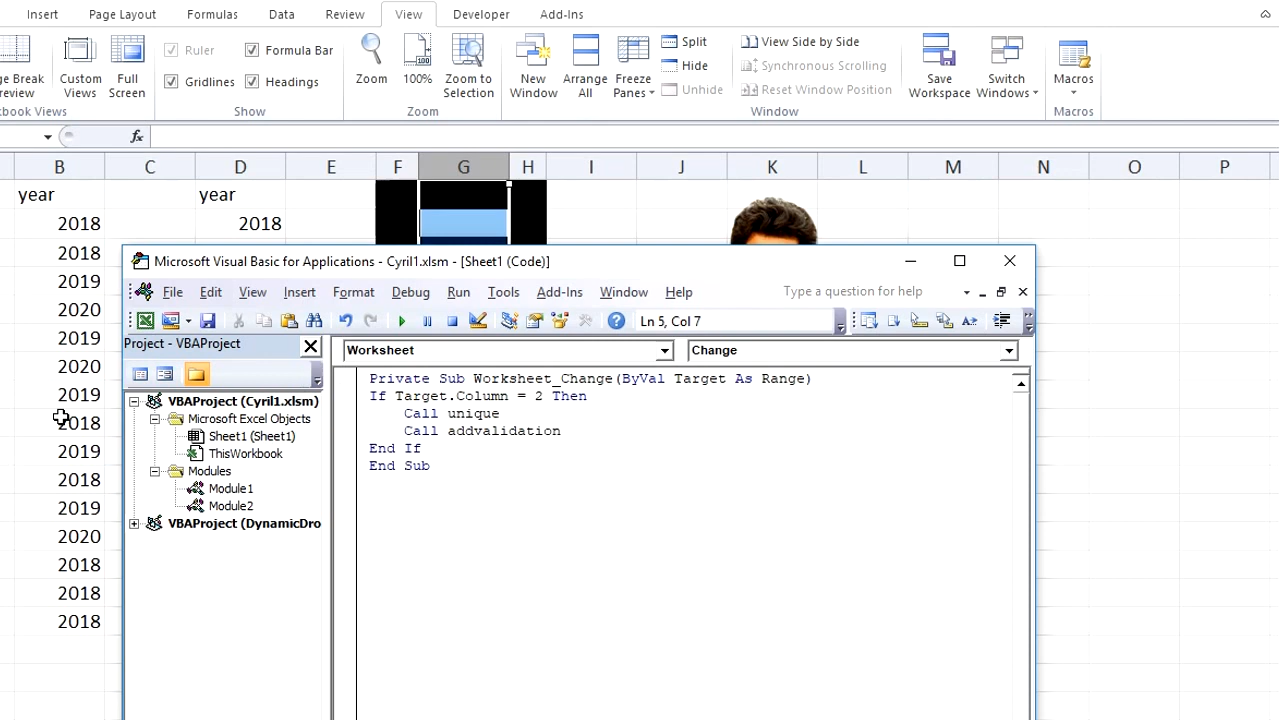 Insert Page Layout Formulas Data Review View Developer Add-Ins
ge Break Preview
Custom Views
Full Screen
Ruler
Formula Bar
Gridlines
Headings
Zoom
100%
Zoom to Selection
New Window
Arrange All
Freeze Panes
Split
Hide
Unhide
View Side by Side
Synchronous Scrolling
Reset Window Position
Save Workspace
Switch Windows
Macros
kbook Views
Show
Zoom
Window
Macros
fx
B C D E F G H I J K L M N O P
year year
2018 2018
2018
2019
2020
2019
2020
2019
2018
2019
2018
2019
2020
2018
2018
2018
Microsoft Visual Basic for Applications - Cyril1.xlsm - [Sheet1 (Code)]
File Edit View Insert Format Debug Run Tools Add-Ins Window Help
Type a question for help
Ln 5, Col 7
Project - VBAProject
VBAProject (Cyril1.xlsm)
Microsoft Excel Objects
Sheet1 (Sheet1)
ThisWorkbook
Modules
Module1
Module2
VBAProject (DynamicDro
Worksheet
Change
Private Sub Worksheet_Change(ByVal Target As Range)
If Target.Column = 2 Then
Call unique
Call addvalidation
End If
End Sub